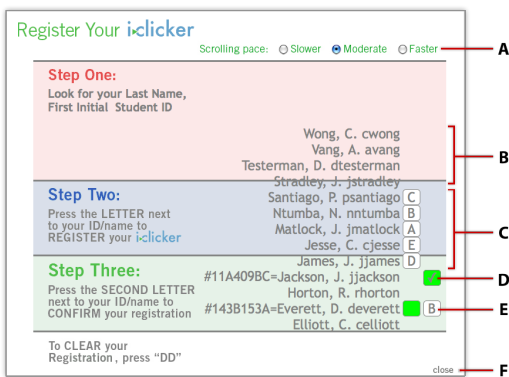 Register Your i>clicker
Scrolling pace: Slower Moderate Faster
A
Step One:
Look for your Last Name,
First Initial Student ID
Wong, C. cwong
Vang, A. avang
Testerman, D. dtesterman
Stradley, J. jstradley
B
Step Two:
Press the LETTER next
to your ID/name to
REGISTER your i>clicker
Santiago, P. psantiago C
Ntumba, N. nntumba B
Matlock, J. jmatlock A
Jesse, C. cjesse E
James, J. jjames D
C
Step Three:
Press the SECOND LETTER
next to your ID/name to
CONFIRM your registration
#11A409BC=Jackson, J. jjackson
D
Horton, R. rhorton
#143B153A=Everett, D. deverett B
E
Elliott, C. celliott
To CLEAR your
Registration, press “DD”
close
F